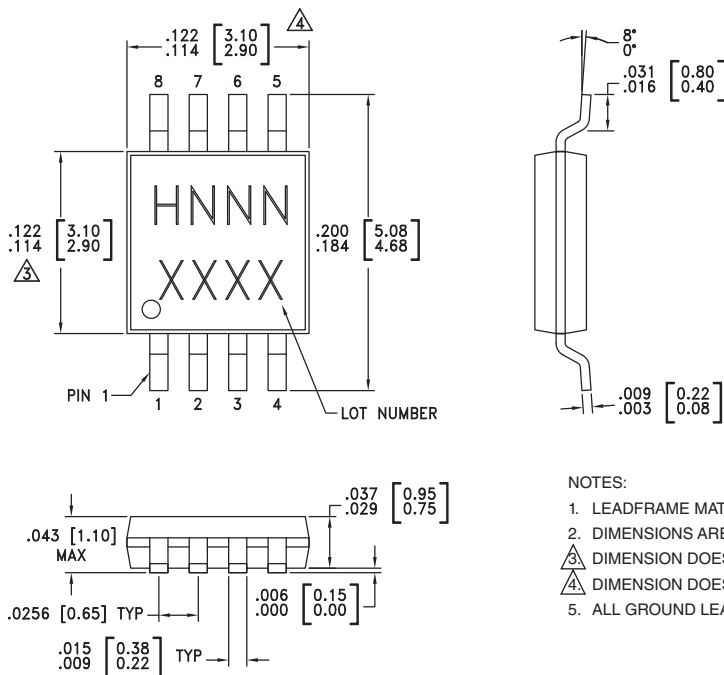 .122 [3.10]
.114 [2.90]
4
8 7 6 5
8°
0°
.031 [0.80]
.016 [0.40]
HNNN
XXXX
.122 [3.10]
.114 [2.90]
3
.200 [5.08]
.184 [4.68]
PIN 1
1 2 3 4
LOT NUMBER
.009 [0.22]
.003 [0.08]
.037 [0.95]
.029 [0.75]
.043 [1.10]
MAX
.0256 [0.65] TYP
.006 [0.15]
.000 [0.00]
.015 [0.38]
.009 [0.22]
TYP
NOTES:
1. LEADFRAME MAT
2. DIMENSIONS ARE
3. DIMENSION DOES
4. DIMENSION DOES
5. ALL GROUND LEA